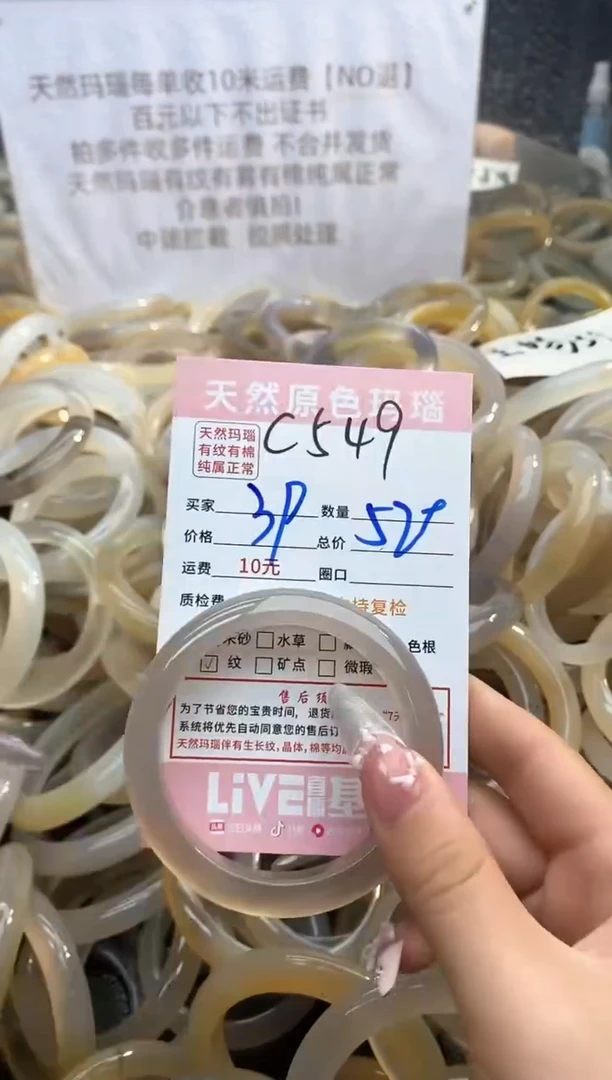 天然玛瑙每单收10米运费【NO退】
百元以下不出证书
拍多件收多件运费 不合并发货
天然玛瑙有纹有霄有棉纯属正常
介意者慎拍!
中途拦截 按照处理
天然原色玛瑙
C549
天然玛瑙
有纹有棉
纯属正常
买家 3P 数量
价格 总价
运费 10元 圈口
质检费 持复检
水草 色根
纹 矿点 微瑕
售后须
为了节省您的宝贵时间, 退货
系统将优先自动同意您的售后订
天然玛瑙伴有生长纹,晶体,棉等均
LiVE 基